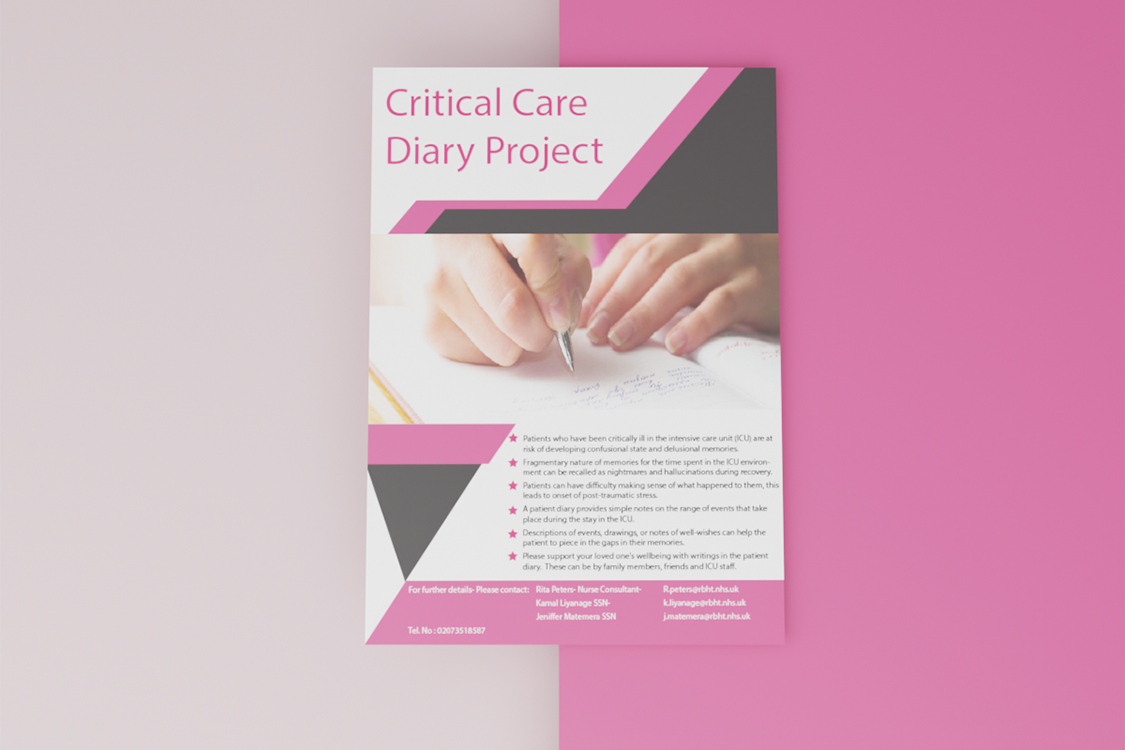 Critical Care
Diary Project
Patients who have been critically ill in the intensive care unit (ICU) are at
risk of developing confusional state and delusional memories.
Fragmentary nature of memories for the time spent in the ICU environ-
ment can be recalled as nightmares and hallucinations during recovery.
Patients can have difficulty making sense of what happened to them, this
leads to onset of post-traumatic stress.
A patient diary provides simple notes on the range of events that take
place during the stay in the ICU.
Descriptions of events, drawings, or notes of well-wishes can help the
patient to piece in the gaps in their memories.
Please support your loved one's wellbeing with writings in the patient
diary. These can be by family members, friends and ICU staff.
For further details- Please contact: Rita Peters- Nurse Consultant- R.peters@rbht.nhs.uk
Kamal Liyanage SSN- k.liyanage@rbht.nhs.uk
Jeniffer Matemera SSN j.matemera@rbht.nhs.uk
Tel. No : 02073518587